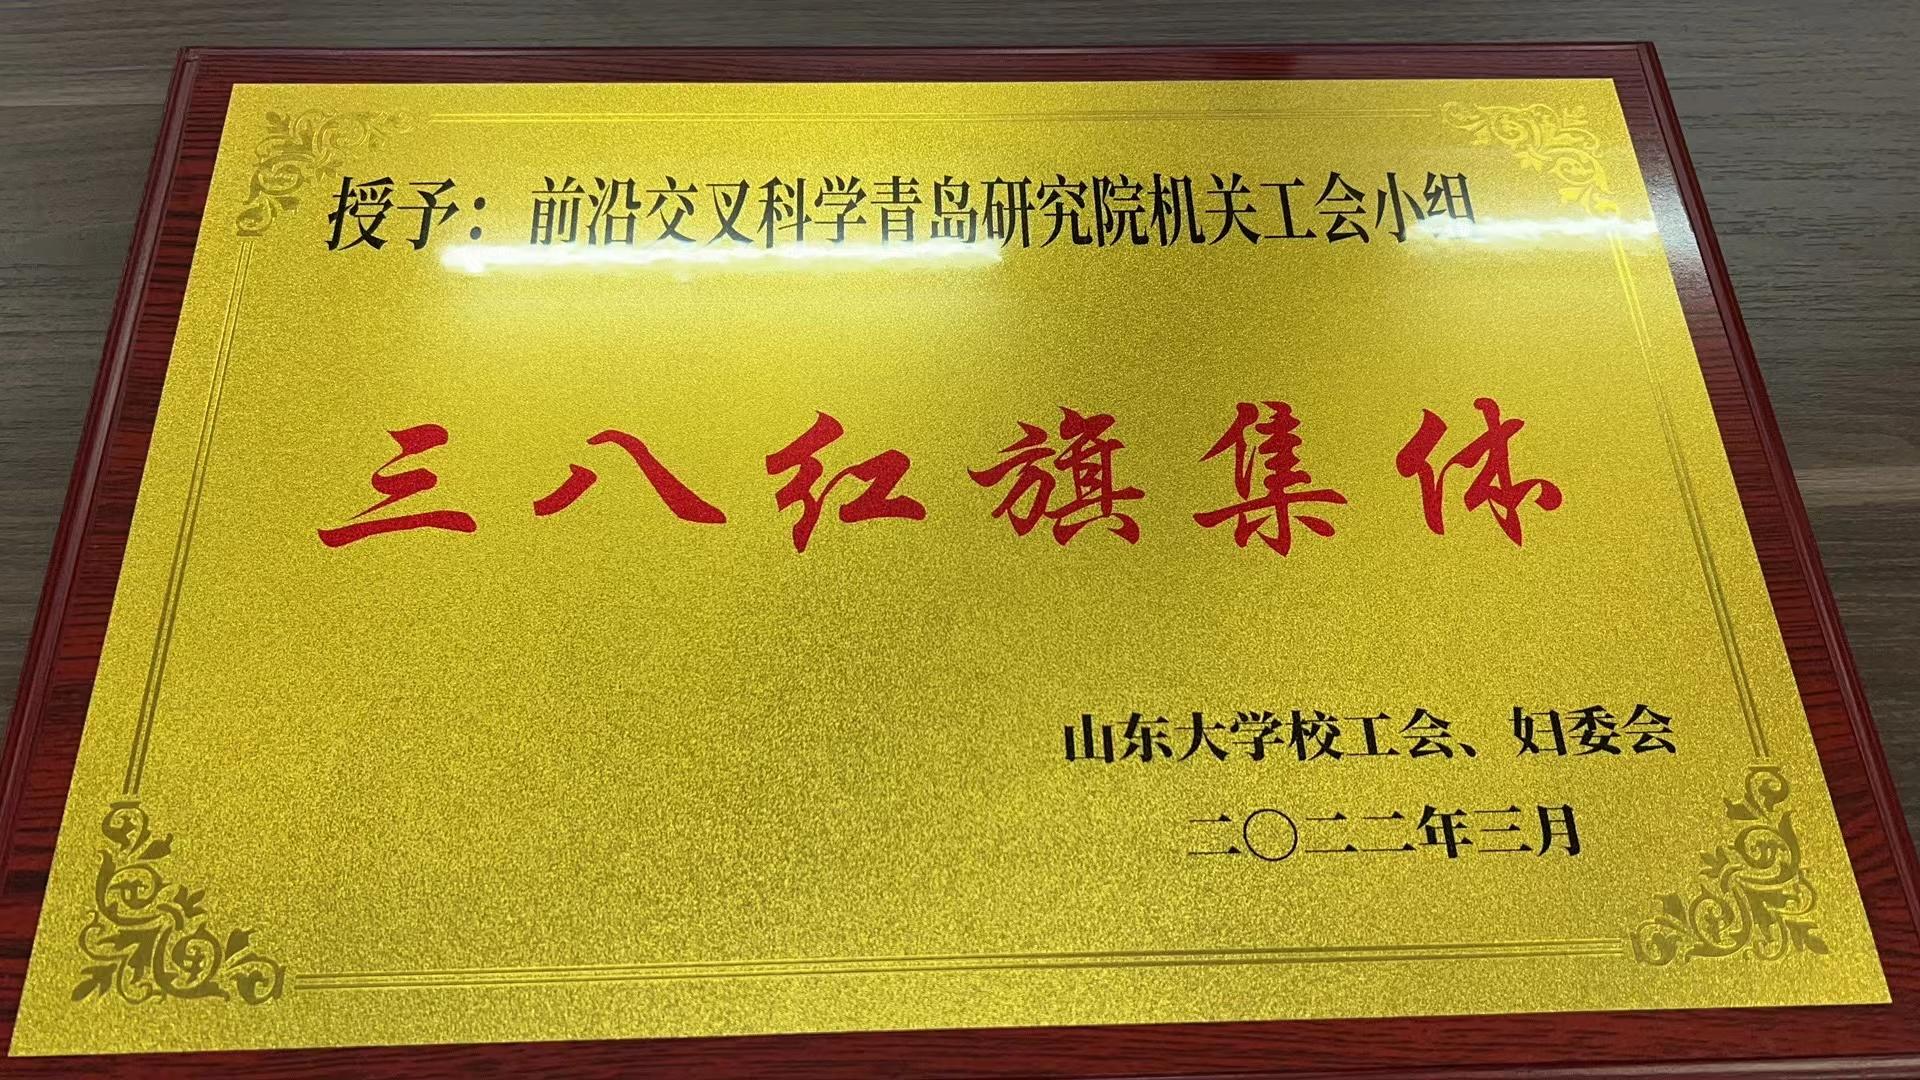 授予：前沿交叉科学青岛研究院机关工会小组
三八红旗集体
山东大学校工会、妇委会
二〇二二年三月